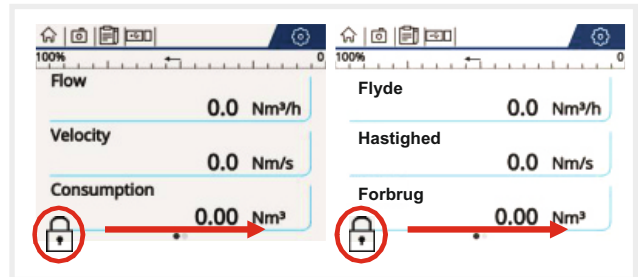 100% 0
Flow
0.0 Nm³/h
Velocity
0.0 Nm/s
Consumption
0.00 Nm³
100% 0
Flyde
0.0 Nm³/h
Hastighed
0.0 Nm/s
Forbrug
0.00 Nm³